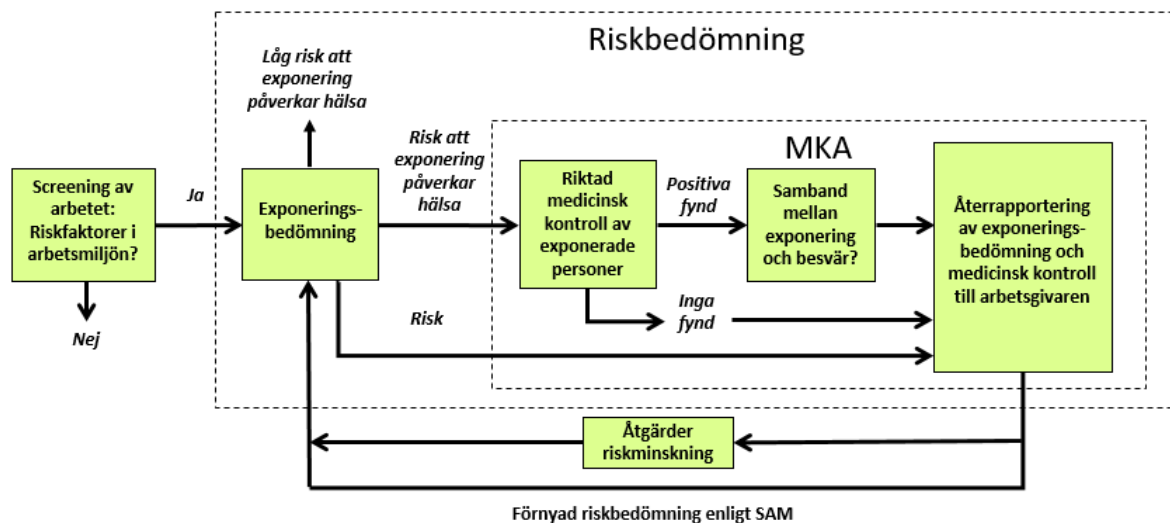 Riskbedömning
Låg risk att
exponering
påverkar hälsa
Risk att
exponering
påverkar
hälsa
MKA
Screening av
arbetet:
Riskfaktorer i
arbetsmiljön?
Ja
Nej
Exponerings-
bedömning
Riktad
medicinsk
kontroll av
exponerade
personer
Positiva
fynd
Samband
mellan
exponering
och besvär?
Återrapportering
av exponerings-
bedömning och
medicinsk kontroll
till arbetsgivaren
Inga
fynd
Risk
Åtgärder
riskminskning
Förnyad riskbedömning enligt SAM